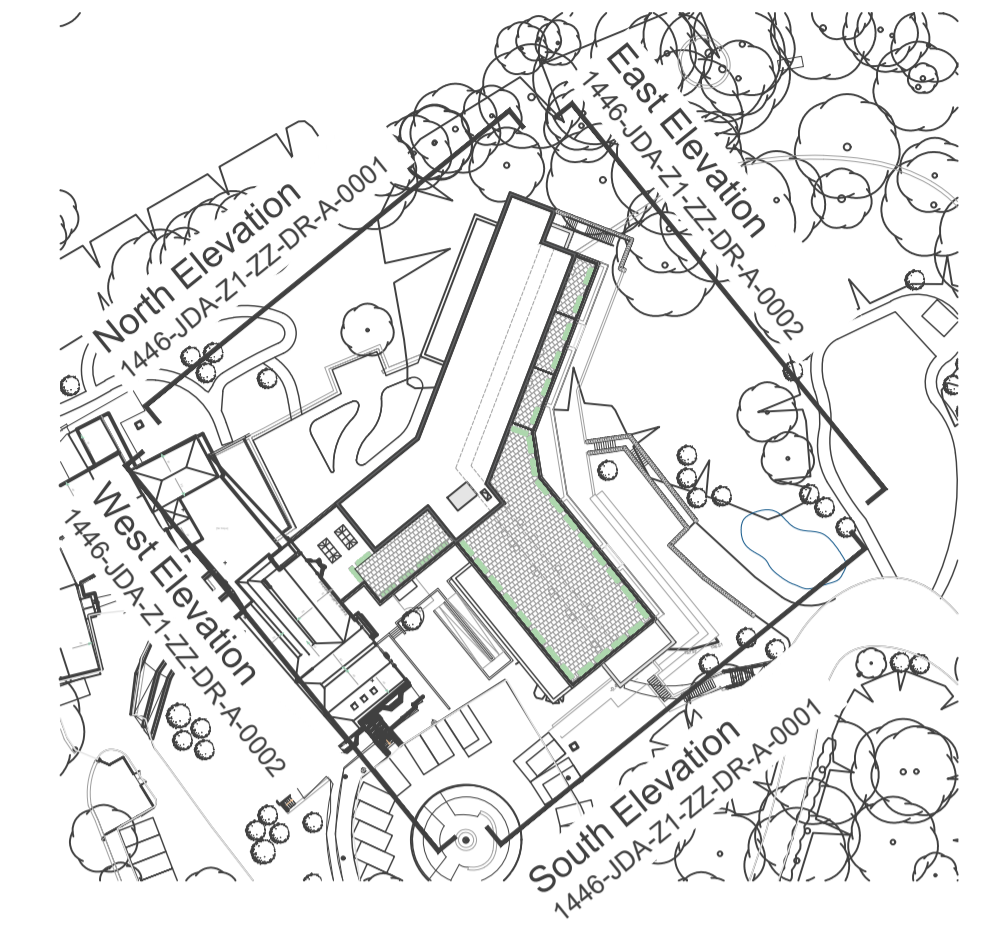 North Elevation
1446-JDA-Z1-ZZ-DR-A-0001
East Elevation
1446-JDA-Z1-ZZ-DR-A-0002
West Elevation
1446-JDA-Z1-ZZ-DR-A-0002
South Elevation
1446-JDA-Z1-ZZ-DR-A-0001